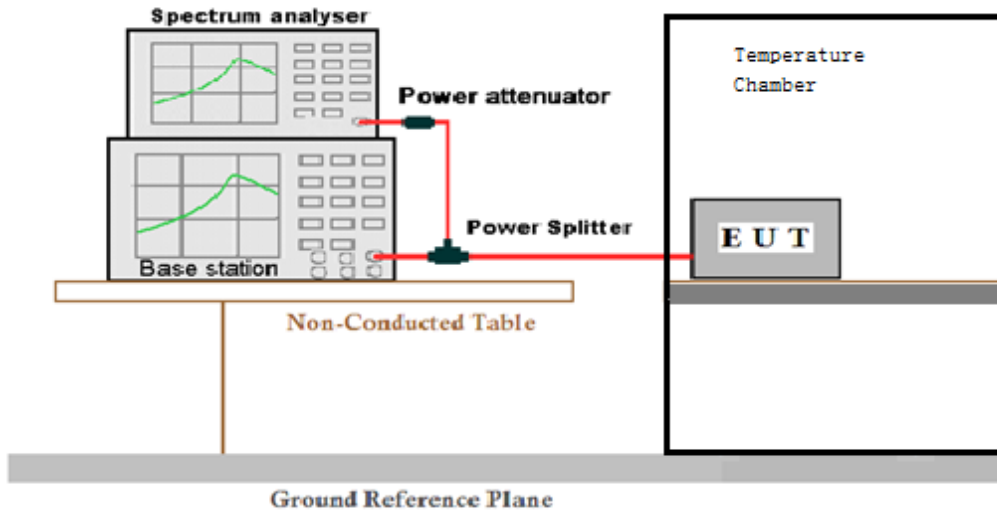 Spectrum analyser
Temperature
Chamber
Power attenuator
Power Splitter
E U T
Base station
Non-Conducted Table
Ground Reference Plane